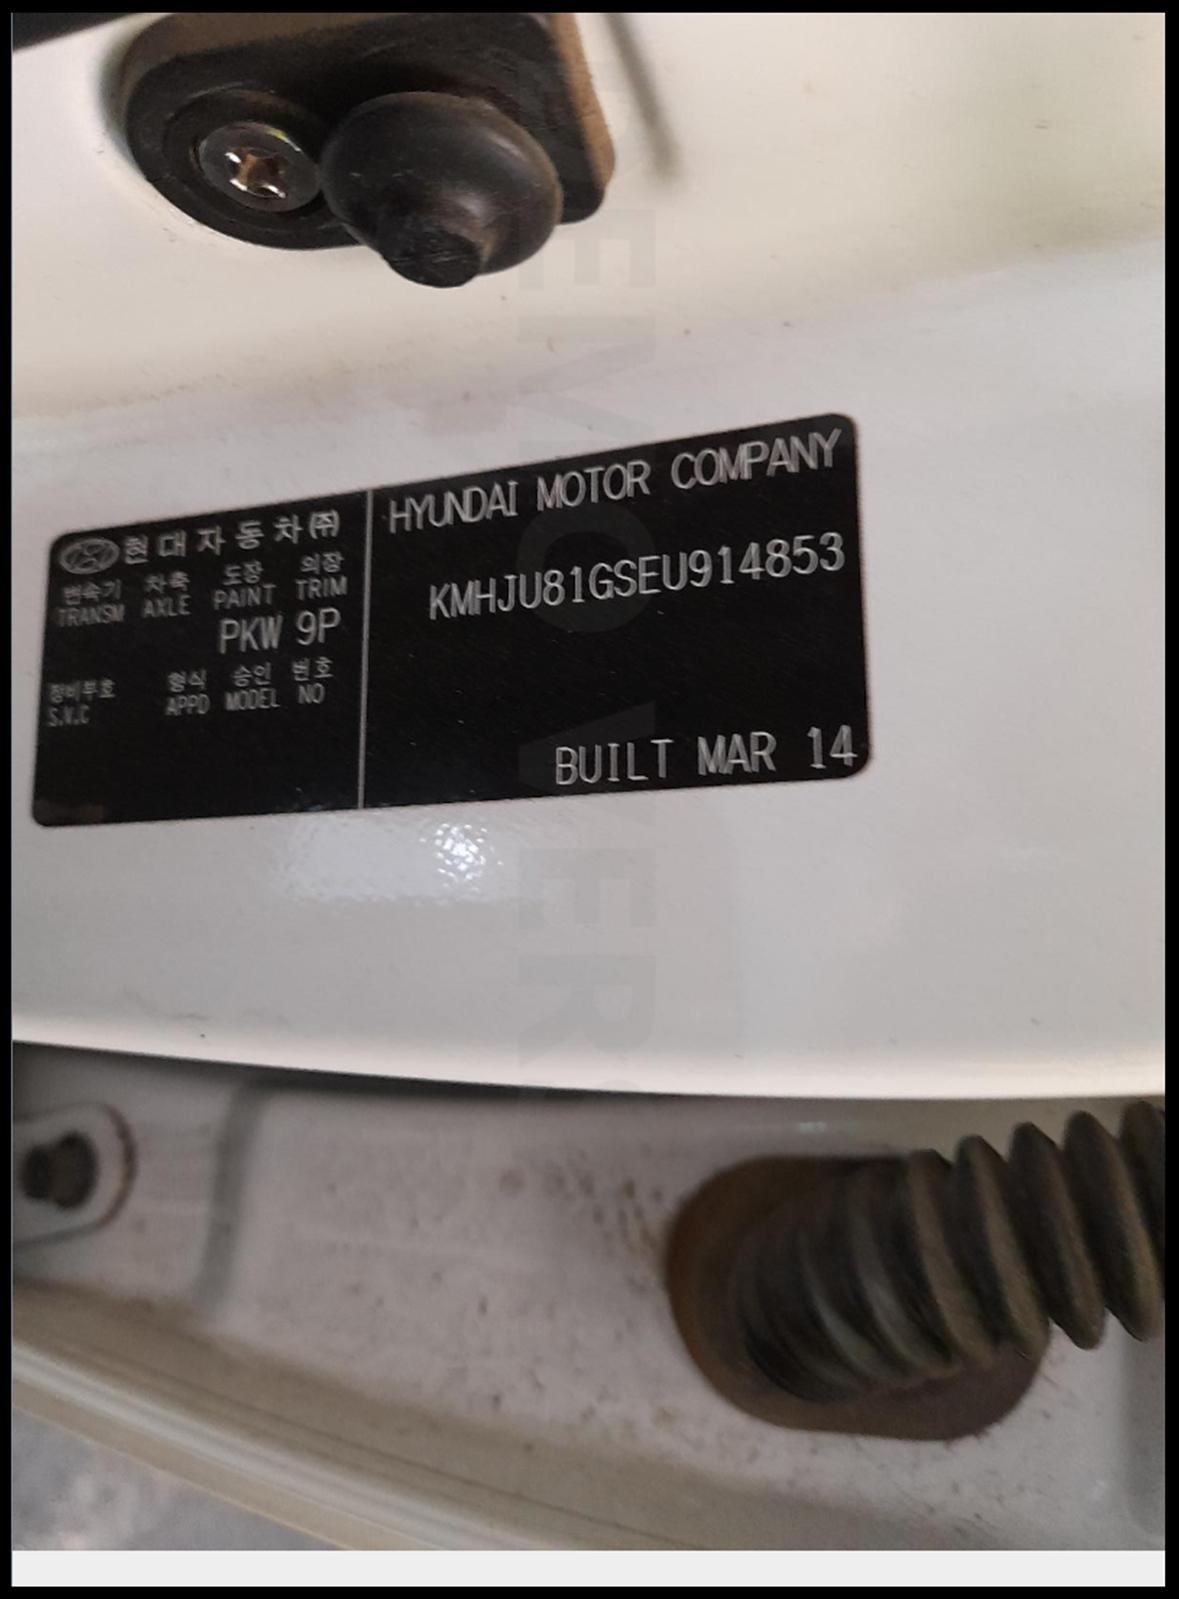 현대자동차㈜
변속기 차축 도장 의장
TRANSM AXLE PAINT TRIM
PKW 9P
정비부호 형식 승인 번호
S.V.C APPD MODEL NO
HYUNDAI MOTOR COMPANY
KMHJU81GSEU914853
BUILT MAR 14